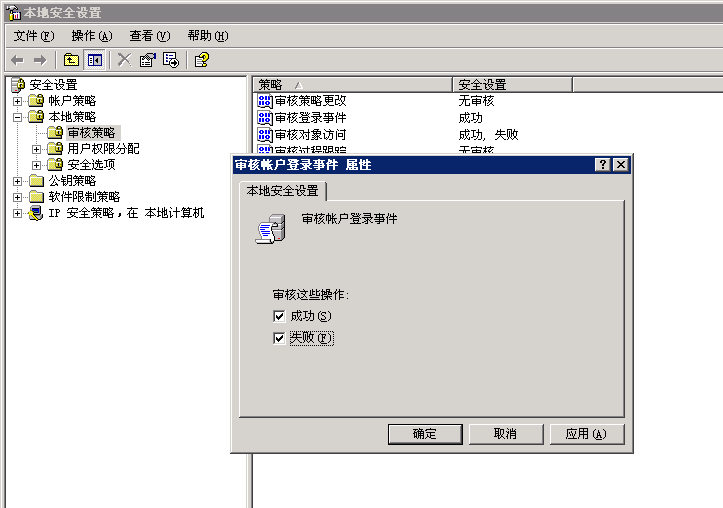 本地安全设置
文件(F) 操作(A) 查看(V) 帮助(H)
安全设置
帐户策略
本地策略
审核策略
用户权限分配
安全选项
公钥策略
软件限制策略
IP 安全策略，在 本地计算机
策略 安全设置
审核策略更改 无审核
审核登录事件 成功
审核对象访问 成功, 失败
审核过程跟踪 无审核
审核帐户登录事件 属性
本地安全设置
审核帐户登录事件
审核这些操作:
成功(S)
失败(F)
确定 取消 应用(A)